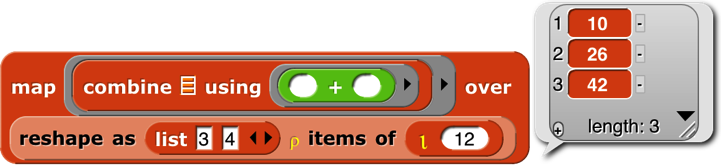 map combine using + over
reshape as list 3 4 ρ items of ι 12
1 10 -
2 26 -
3 42 -
+ length: 3